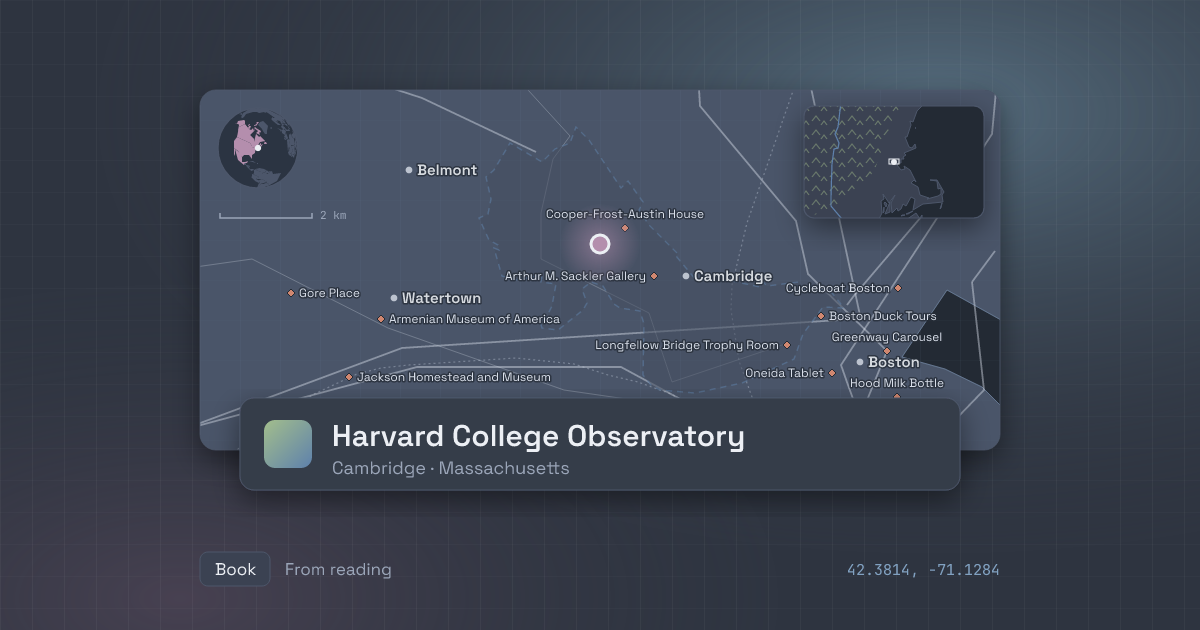 Belmont
2 km
Cooper-Frost-Austin House
Arthur M. Sackler Gallery
Cambridge
Cycleboat Boston
Gore Place
Watertown
Armenian Museum of America
Boston Duck Tours
Greenway Carousel
Longfellow Bridge Trophy Room
Boston
Oneida Tablet
Jackson Homestead and Museum
Hood Milk Bottle
Harvard College Observatory
Cambridge · Massachusetts
Book
From reading
42.3814, -71.1284